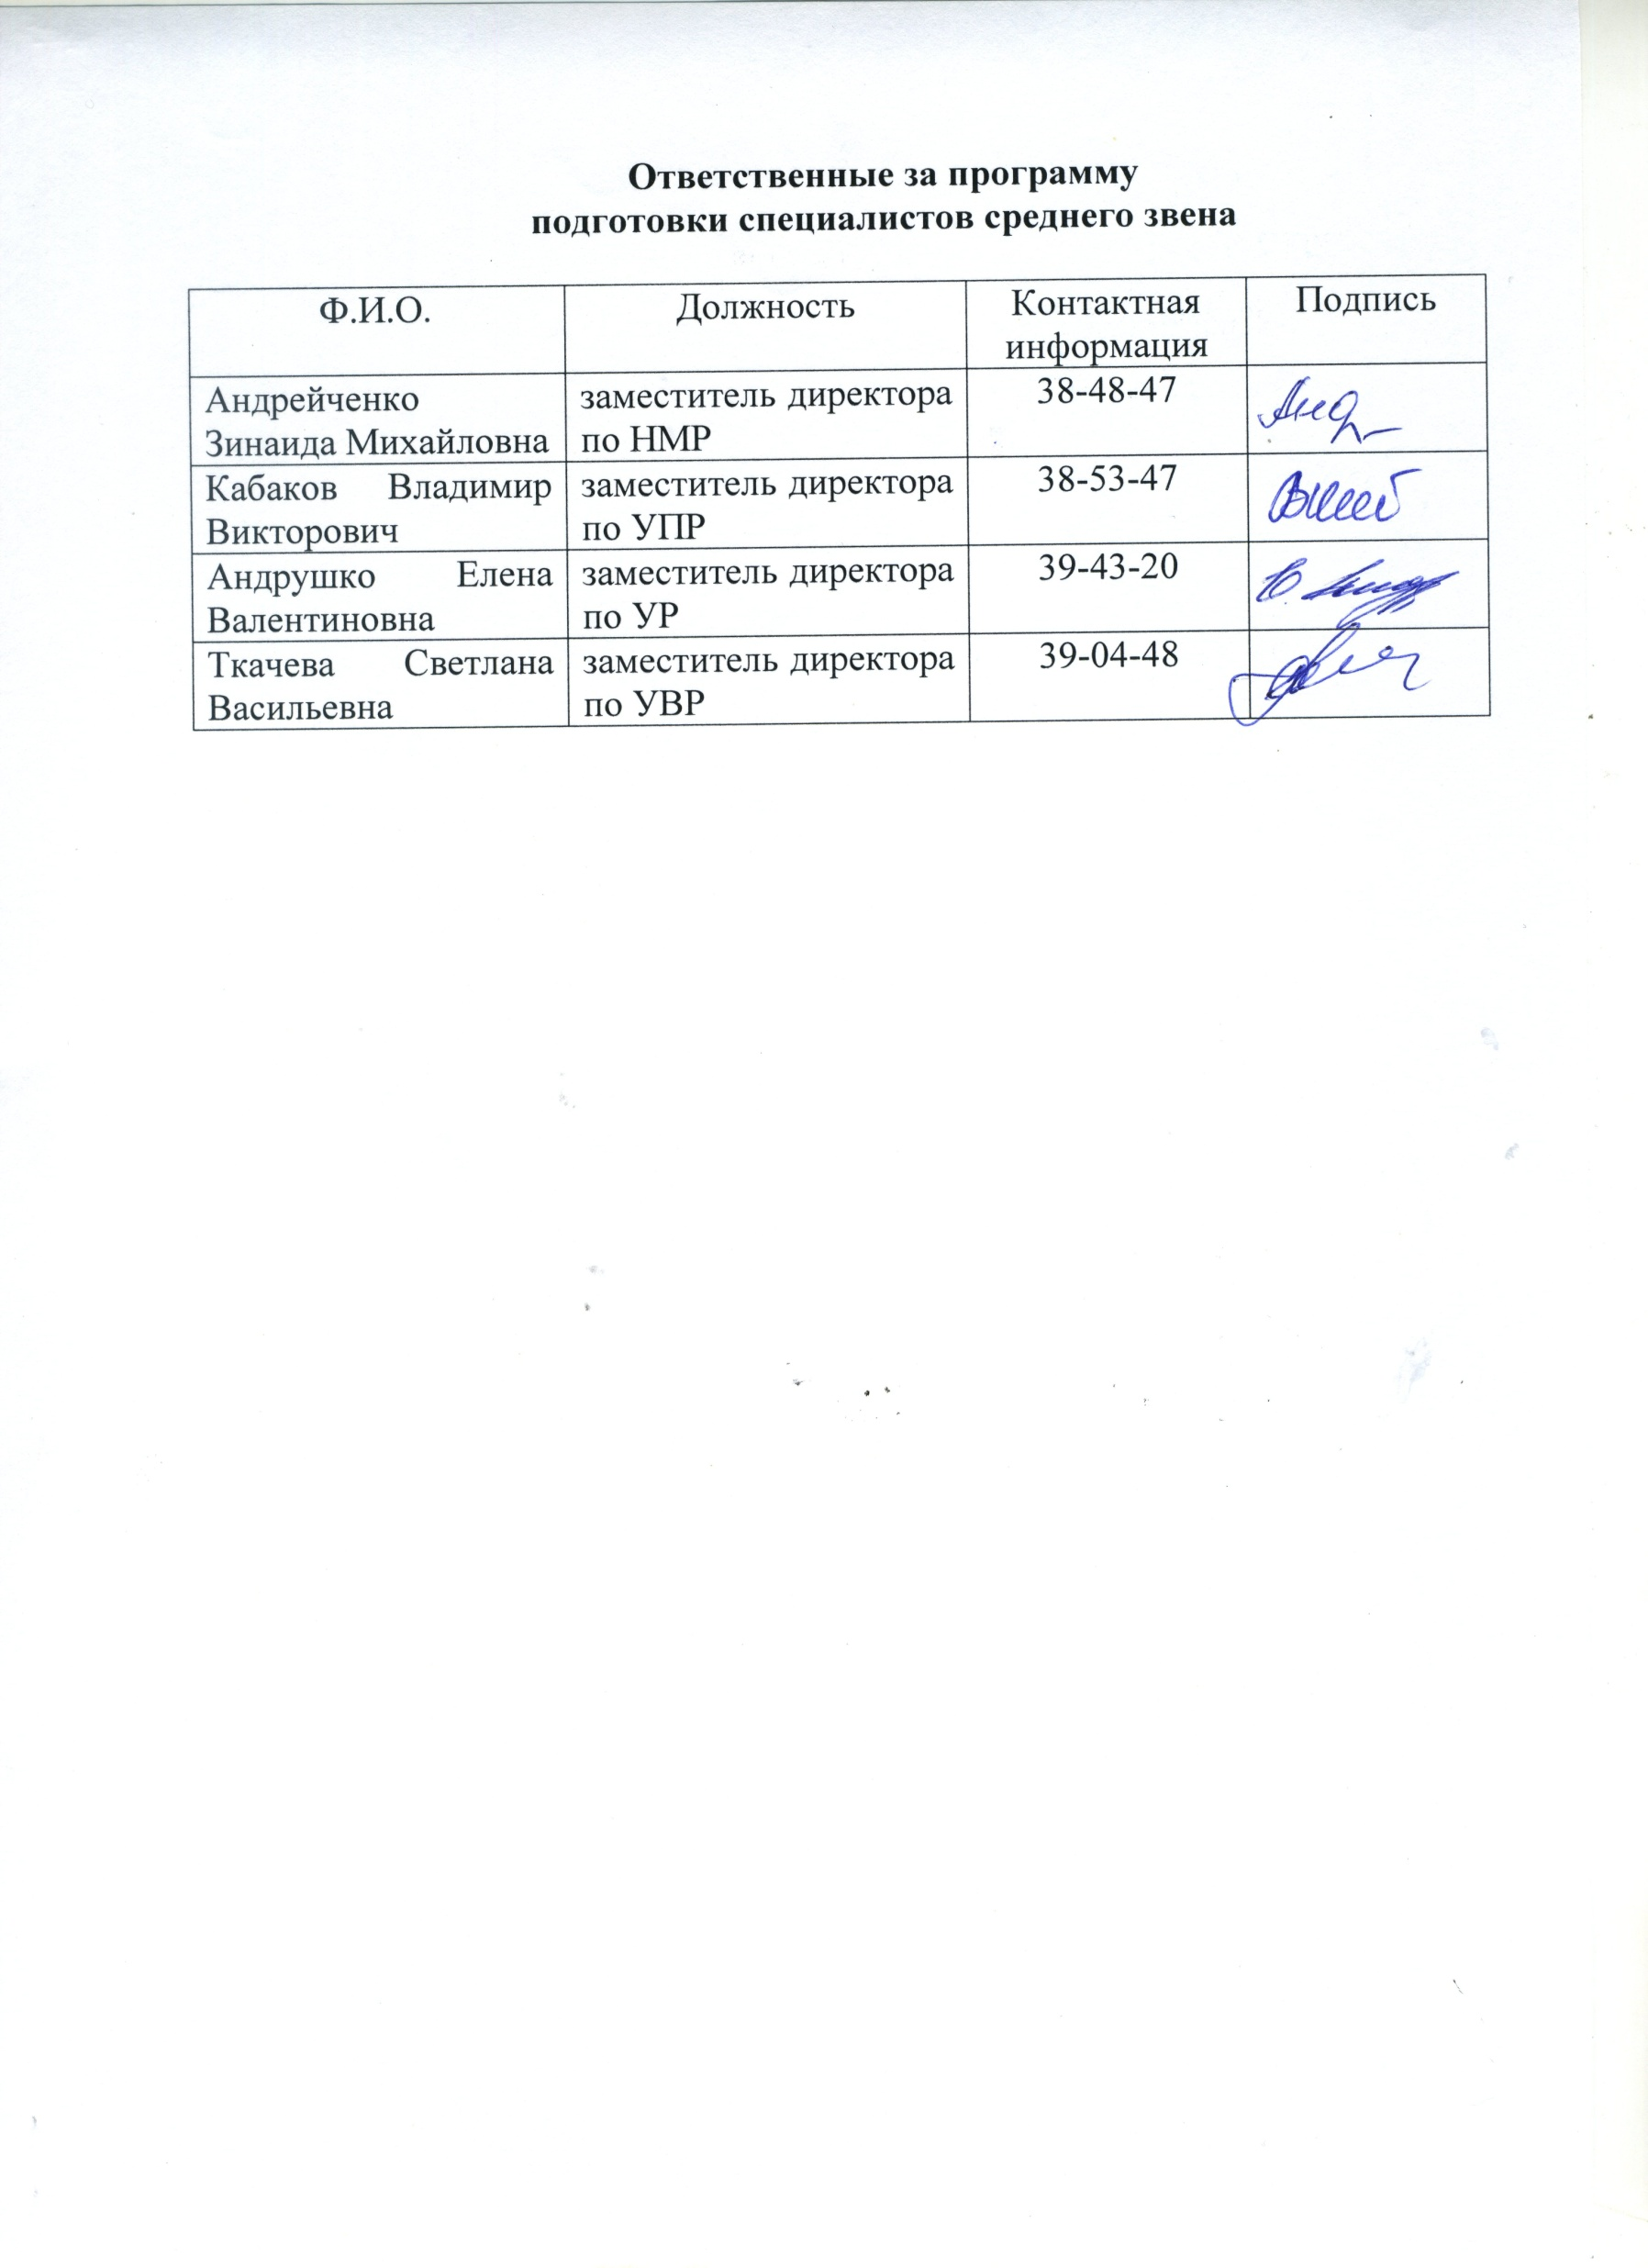 Ответственные за программу
подготовки специалистов среднего звена
Ф.И.О.
Должность
Контактная
информация
Подпись
Андрейченко
Зинаида Михайловна
заместитель директора
по НМР
38-48-47
Кабаков Владимир
Викторович
заместитель директора
по УПР
38-53-47
Андрушко Елена
Валентиновна
заместитель директора
по УР
39-43-20
Ткачева Светлана
Васильевна
заместитель директора
по УВР
39-04-48